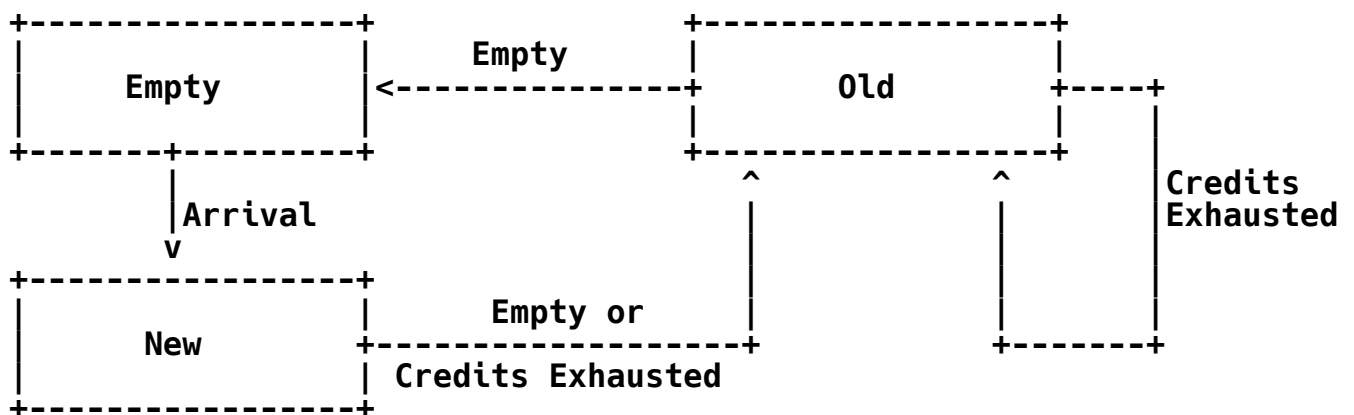 Empty
Empty
Old
Credits
Exhausted
Arrival
Empty or
New
Credits Exhausted